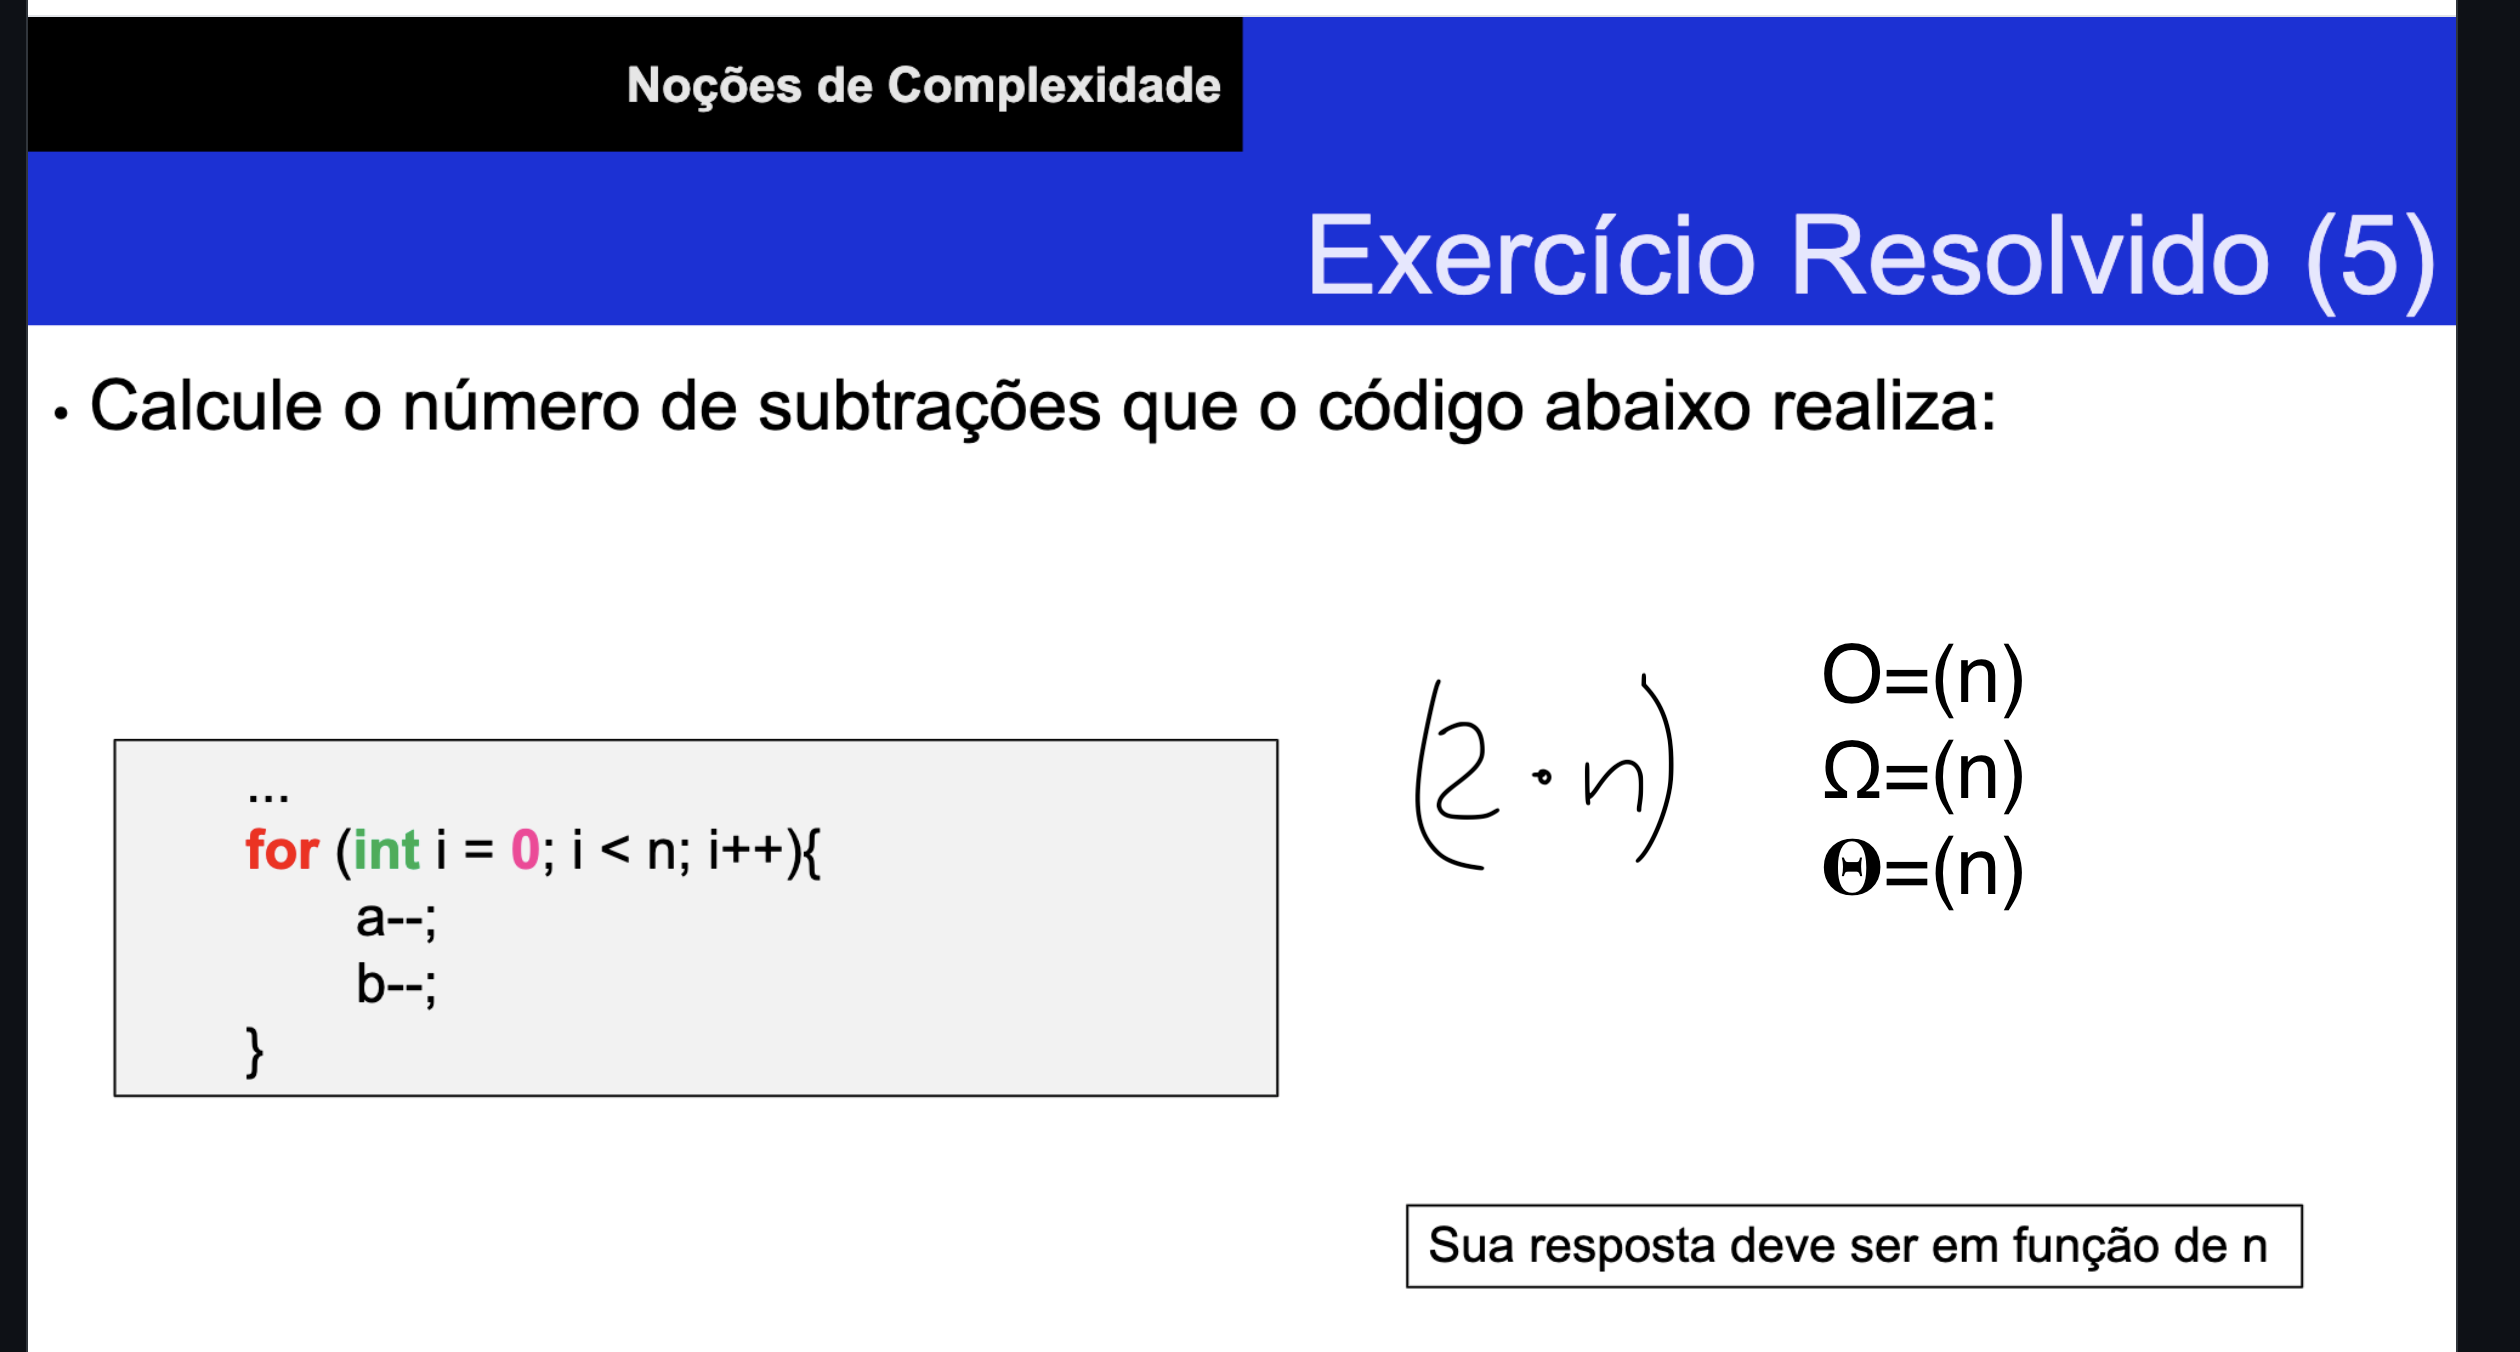 Noções de Complexidade
Exercício Resolvido (5)
• Calcule o número de subtrações que o código abaixo realiza:
...
for (int i = 0; i < n; i++){
a--;
b--;
}
(2 · n)
O=(n)
Ω=(n)
Θ=(n)
Sua resposta deve ser em função de n